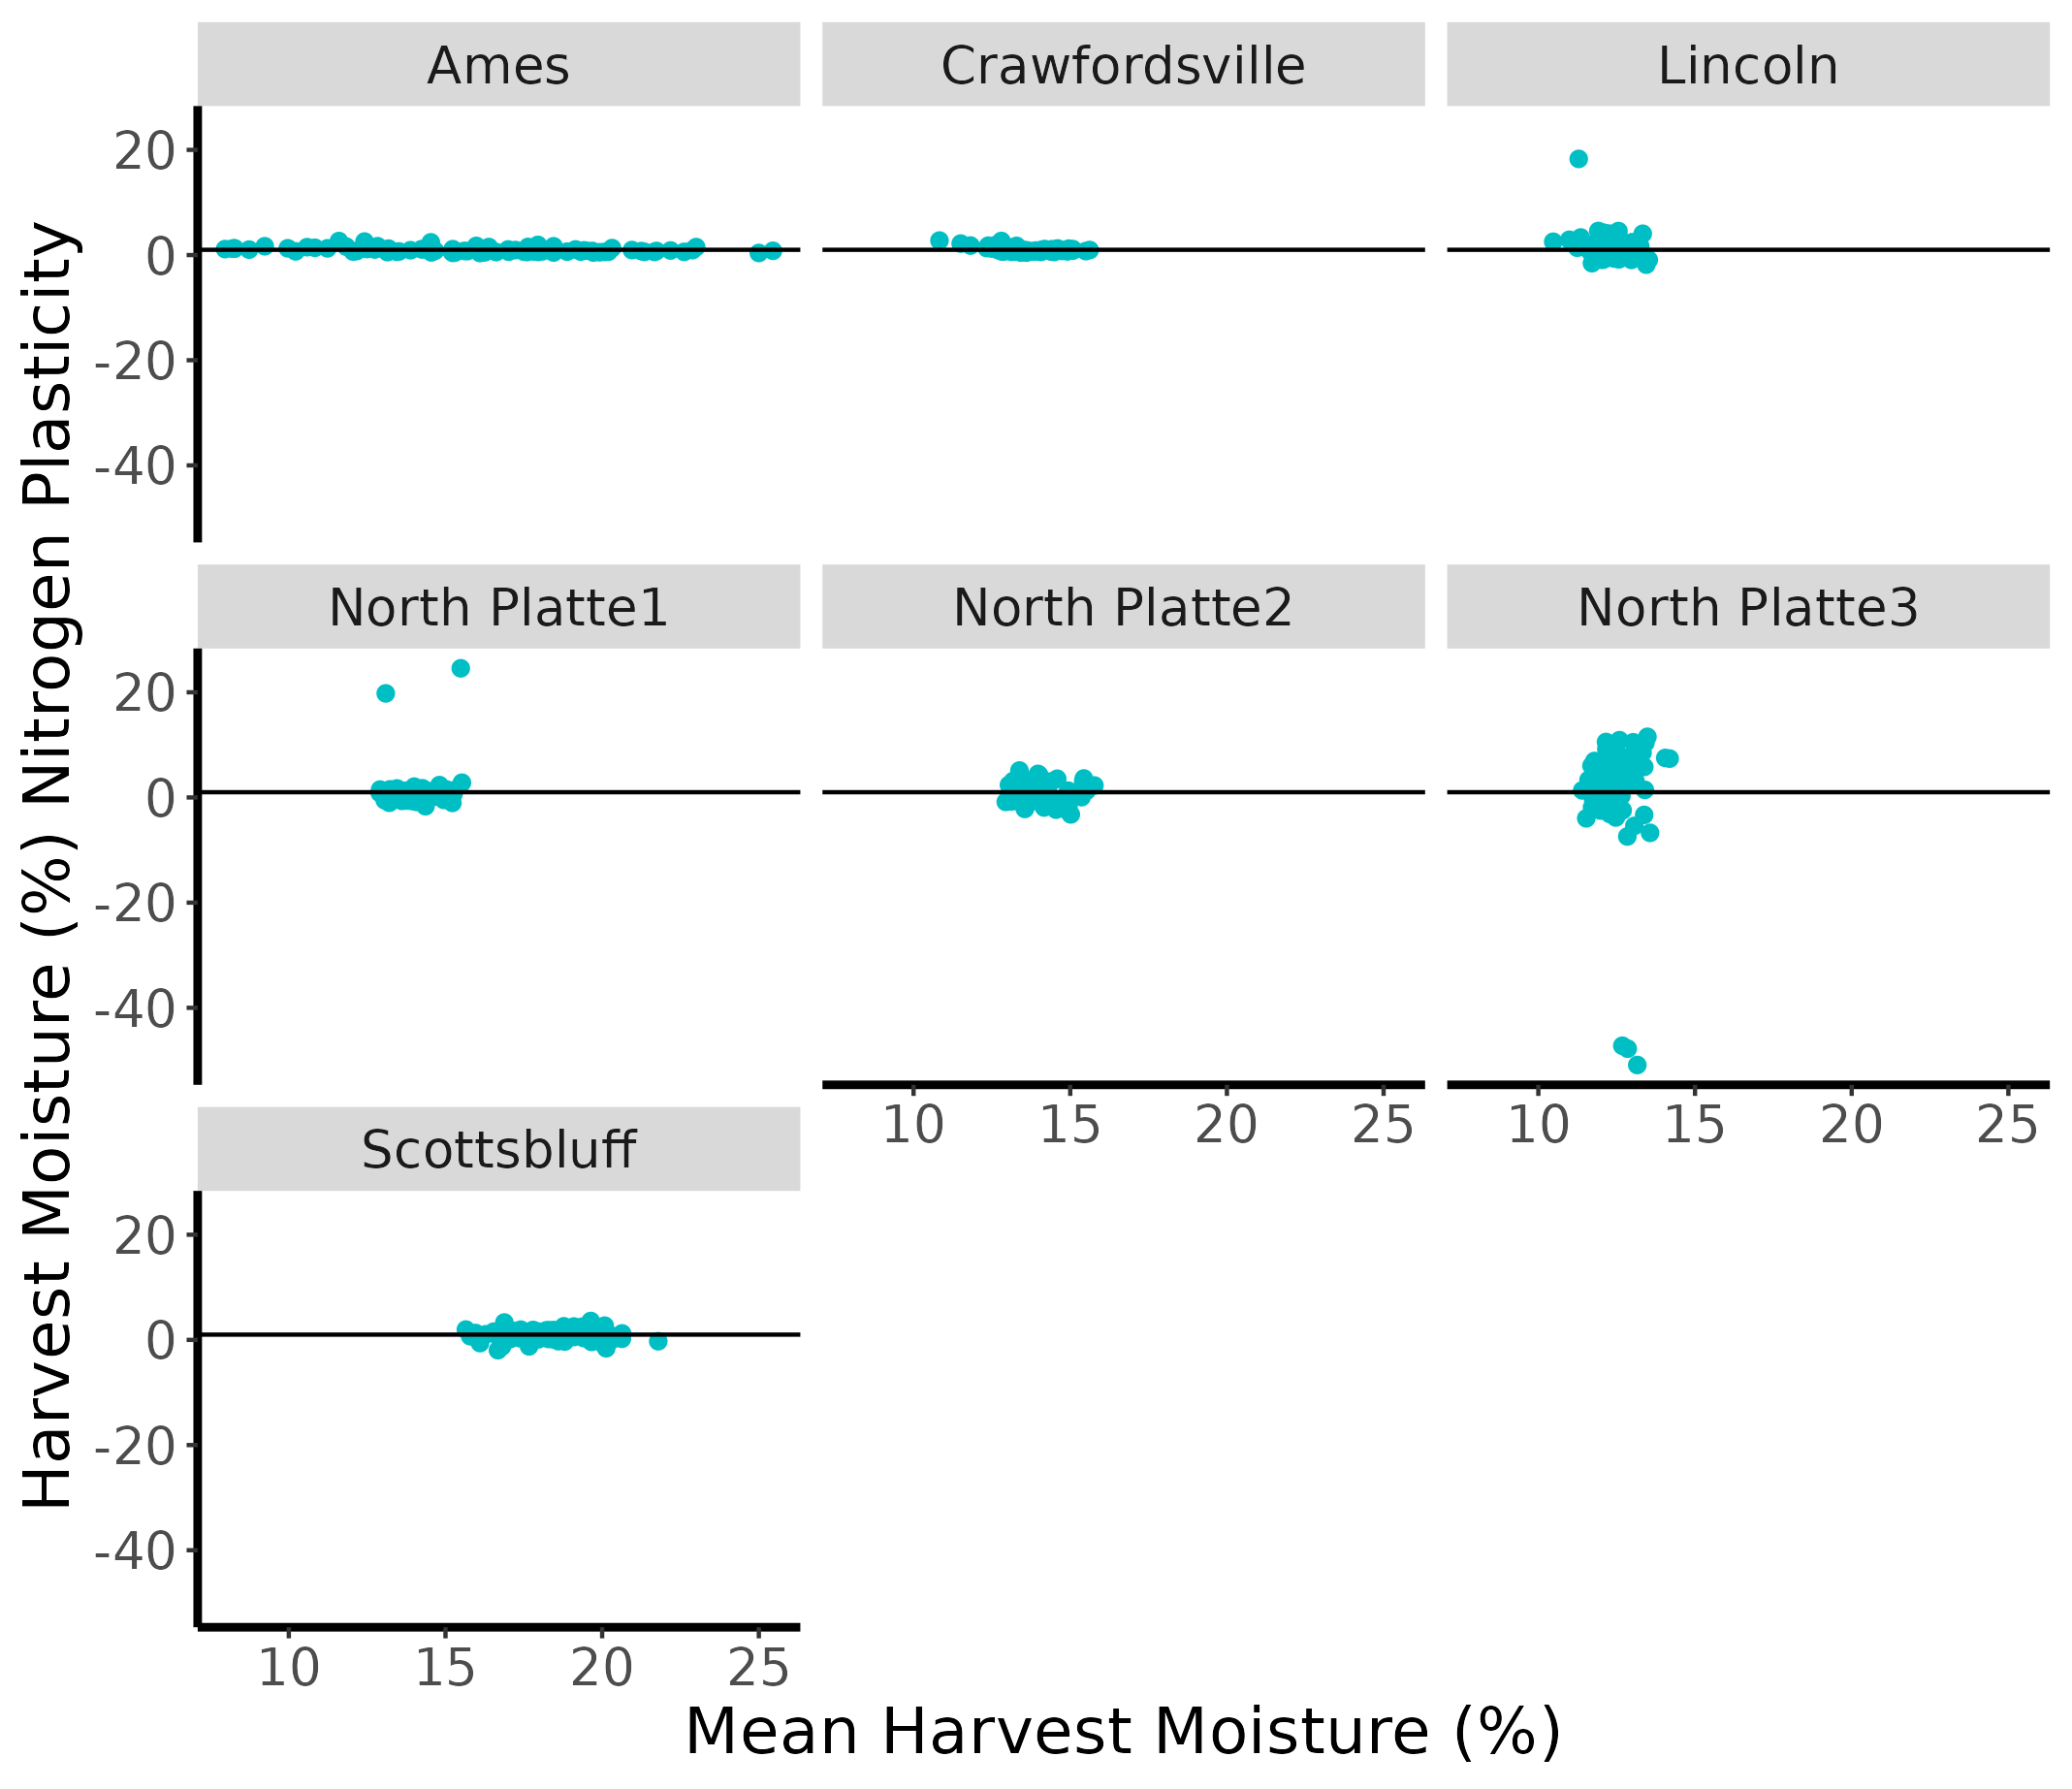 Ames Crawfordsville Lincoln
20
0
-20
-40
North Platte1 North Platte2 North Platte3
20
0
-20
-40
10 15 20 25 10 15 20 25
Scottsbluff
20
0
-20
-40
10 15 20 25
Mean Harvest Moisture (%)
Harvest Moisture (%) Nitrogen Plasticity